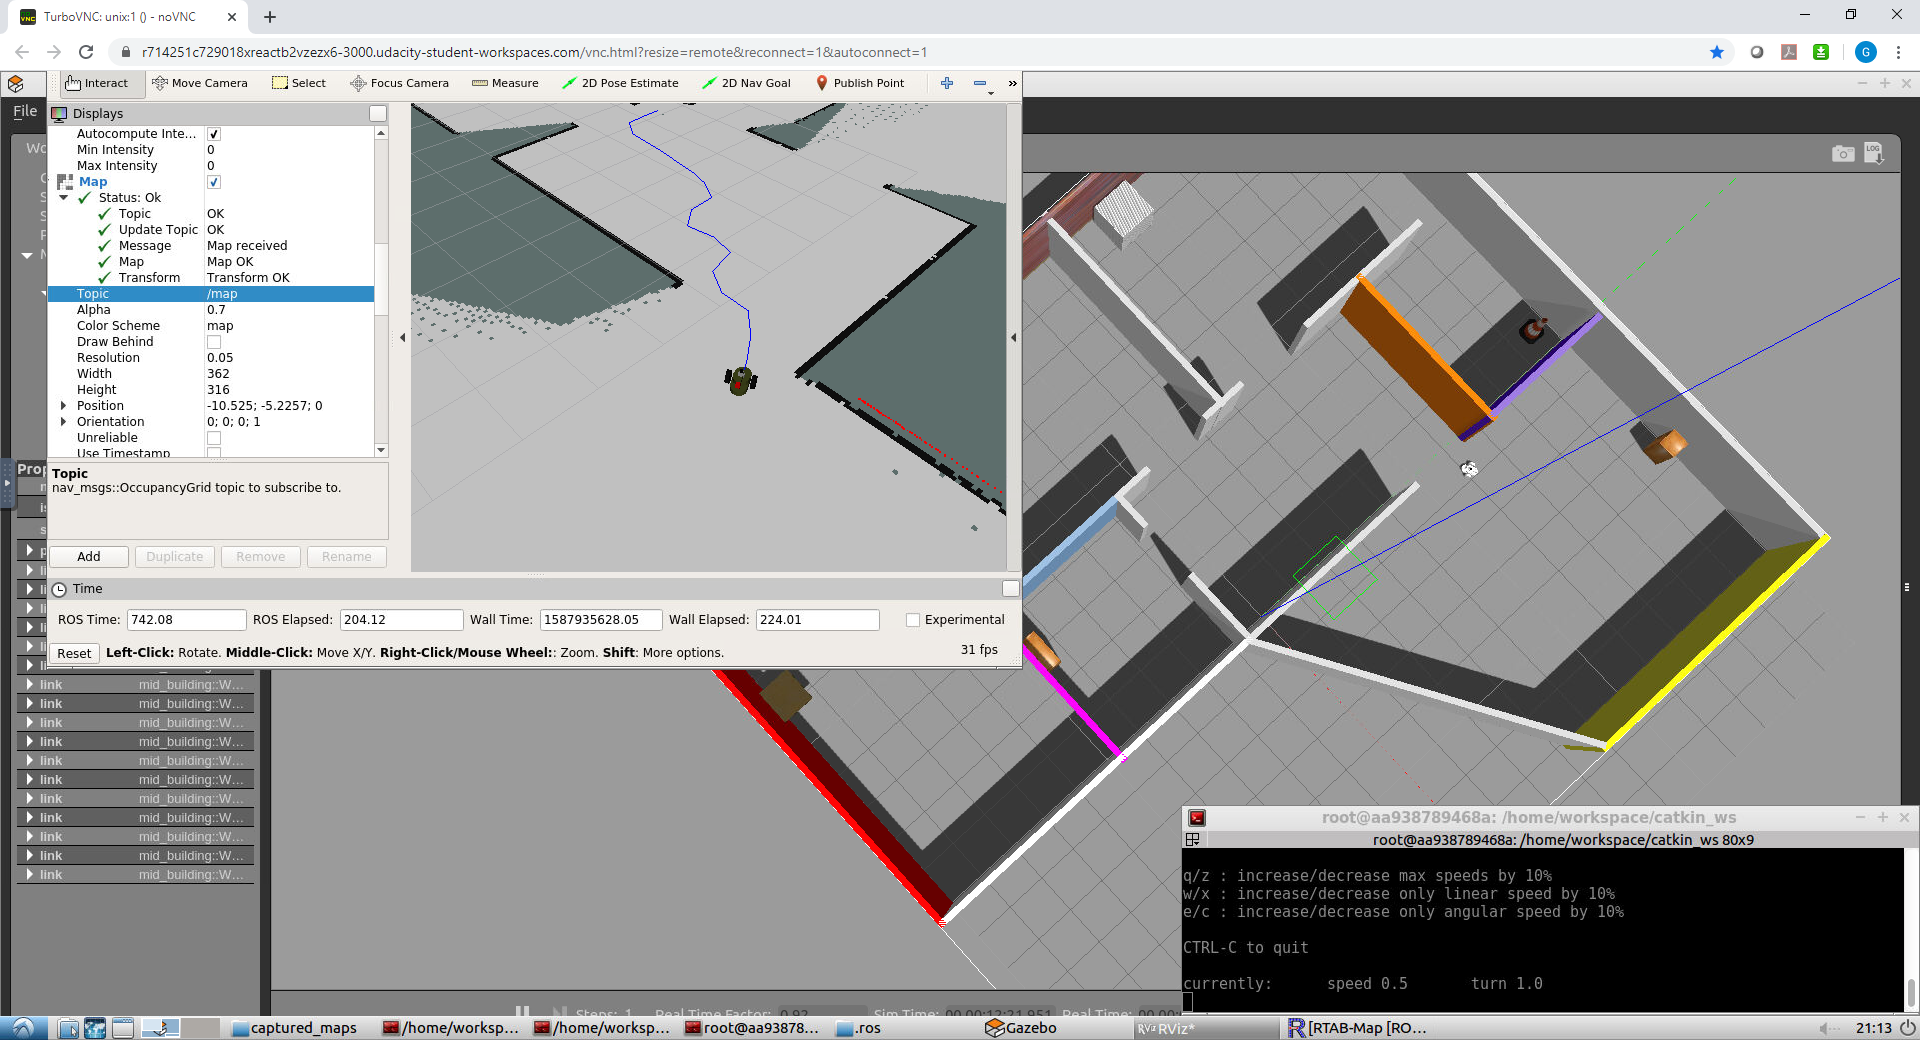 TurboVNC: unix:1 () - noVNC
r714251c729018xreactb2vzezx6-3000.udacity-student-workspaces.com/vnc.html?resize=remote&reconnect=1&autoconnect=1
G
Interact Move Camera Select Focus Camera Measure 2D Pose Estimate 2D Nav Goal Publish Point
File
Displays
Autocompute Inte...
Min Intensity 0
Max Intensity 0
Map
Status: Ok
Topic OK
Update Topic OK
Message Map received
Map Map OK
Transform Transform OK
Topic /map
Alpha 0.7
Color Scheme map
Draw Behind
Resolution 0.05
Width 362
Height 316
Position -10.525; -5.2257; 0
Orientation 0; 0; 0; 1
Unreliable
Use Timestamp
Topic
nav_msgs::OccupancyGrid topic to subscribe to.
Add Duplicate Remove Rename
Time
ROS Time: 742.08 ROS Elapsed: 204.12 Wall Time: 1587935628.05 Wall Elapsed: 224.01 Experimental
Reset Left-Click: Rotate. Middle-Click: Move X/Y. Right-Click/Mouse Wheel:: Zoom. Shift: More options. 31 fps
LOG
Prop
link mid_building::W...
link mid_building::W...
link mid_building::W...
link mid_building::W...
link mid_building::W...
link mid_building::W...
link mid_building::W...
link mid_building::W...
link mid_building::W...
link mid_building::W...
link mid_building::W...
root@aa938789468a: /home/workspace/catkin_ws
root@aa938789468a: /home/workspace/catkin_ws 80x9
q/z : increase/decrease max speeds by 10%
w/x : increase/decrease only linear speed by 10%
e/c : increase/decrease only angular speed by 10%
CTRL-C to quit
currently: speed 0.5 turn 1.0
Steps: 1 Real Time Factor: 0.92 Sim Time: 00 00:12:21.951 Real Time:
captured_maps /home/worksp... /home/worksp... root@aa93878... .ros Gazebo RViz* [RTAB-Map [RO... 21:13